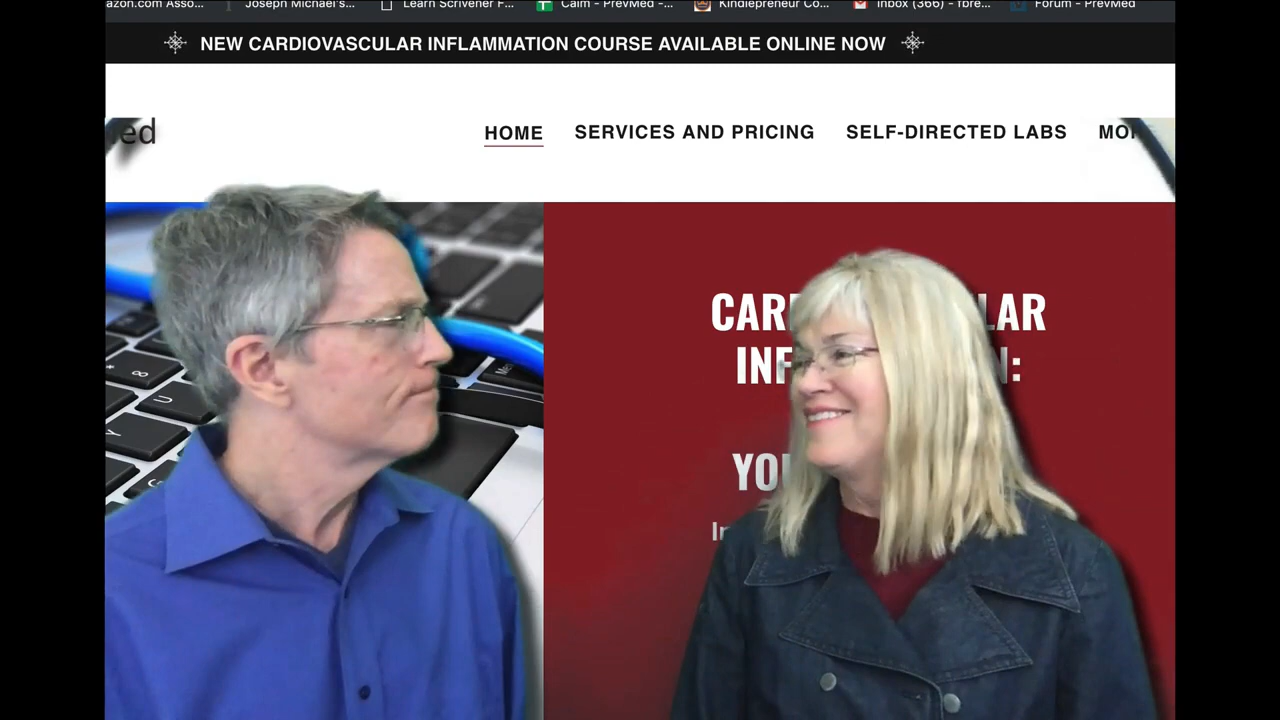 azon.com Asso...
Joseph Michael's...
Learn Scrivener F...
Calm - PrevMed -...
Kindlepreneur Co...
Inbox (366) - fbre...
Forum - PrevMed
NEW CARDIOVASCULAR INFLAMMATION COURSE AVAILABLE ONLINE NOW
ed
HOME
SERVICES AND PRICING
SELF-DIRECTED LABS
MO
CAR LAR
INF N:
YO